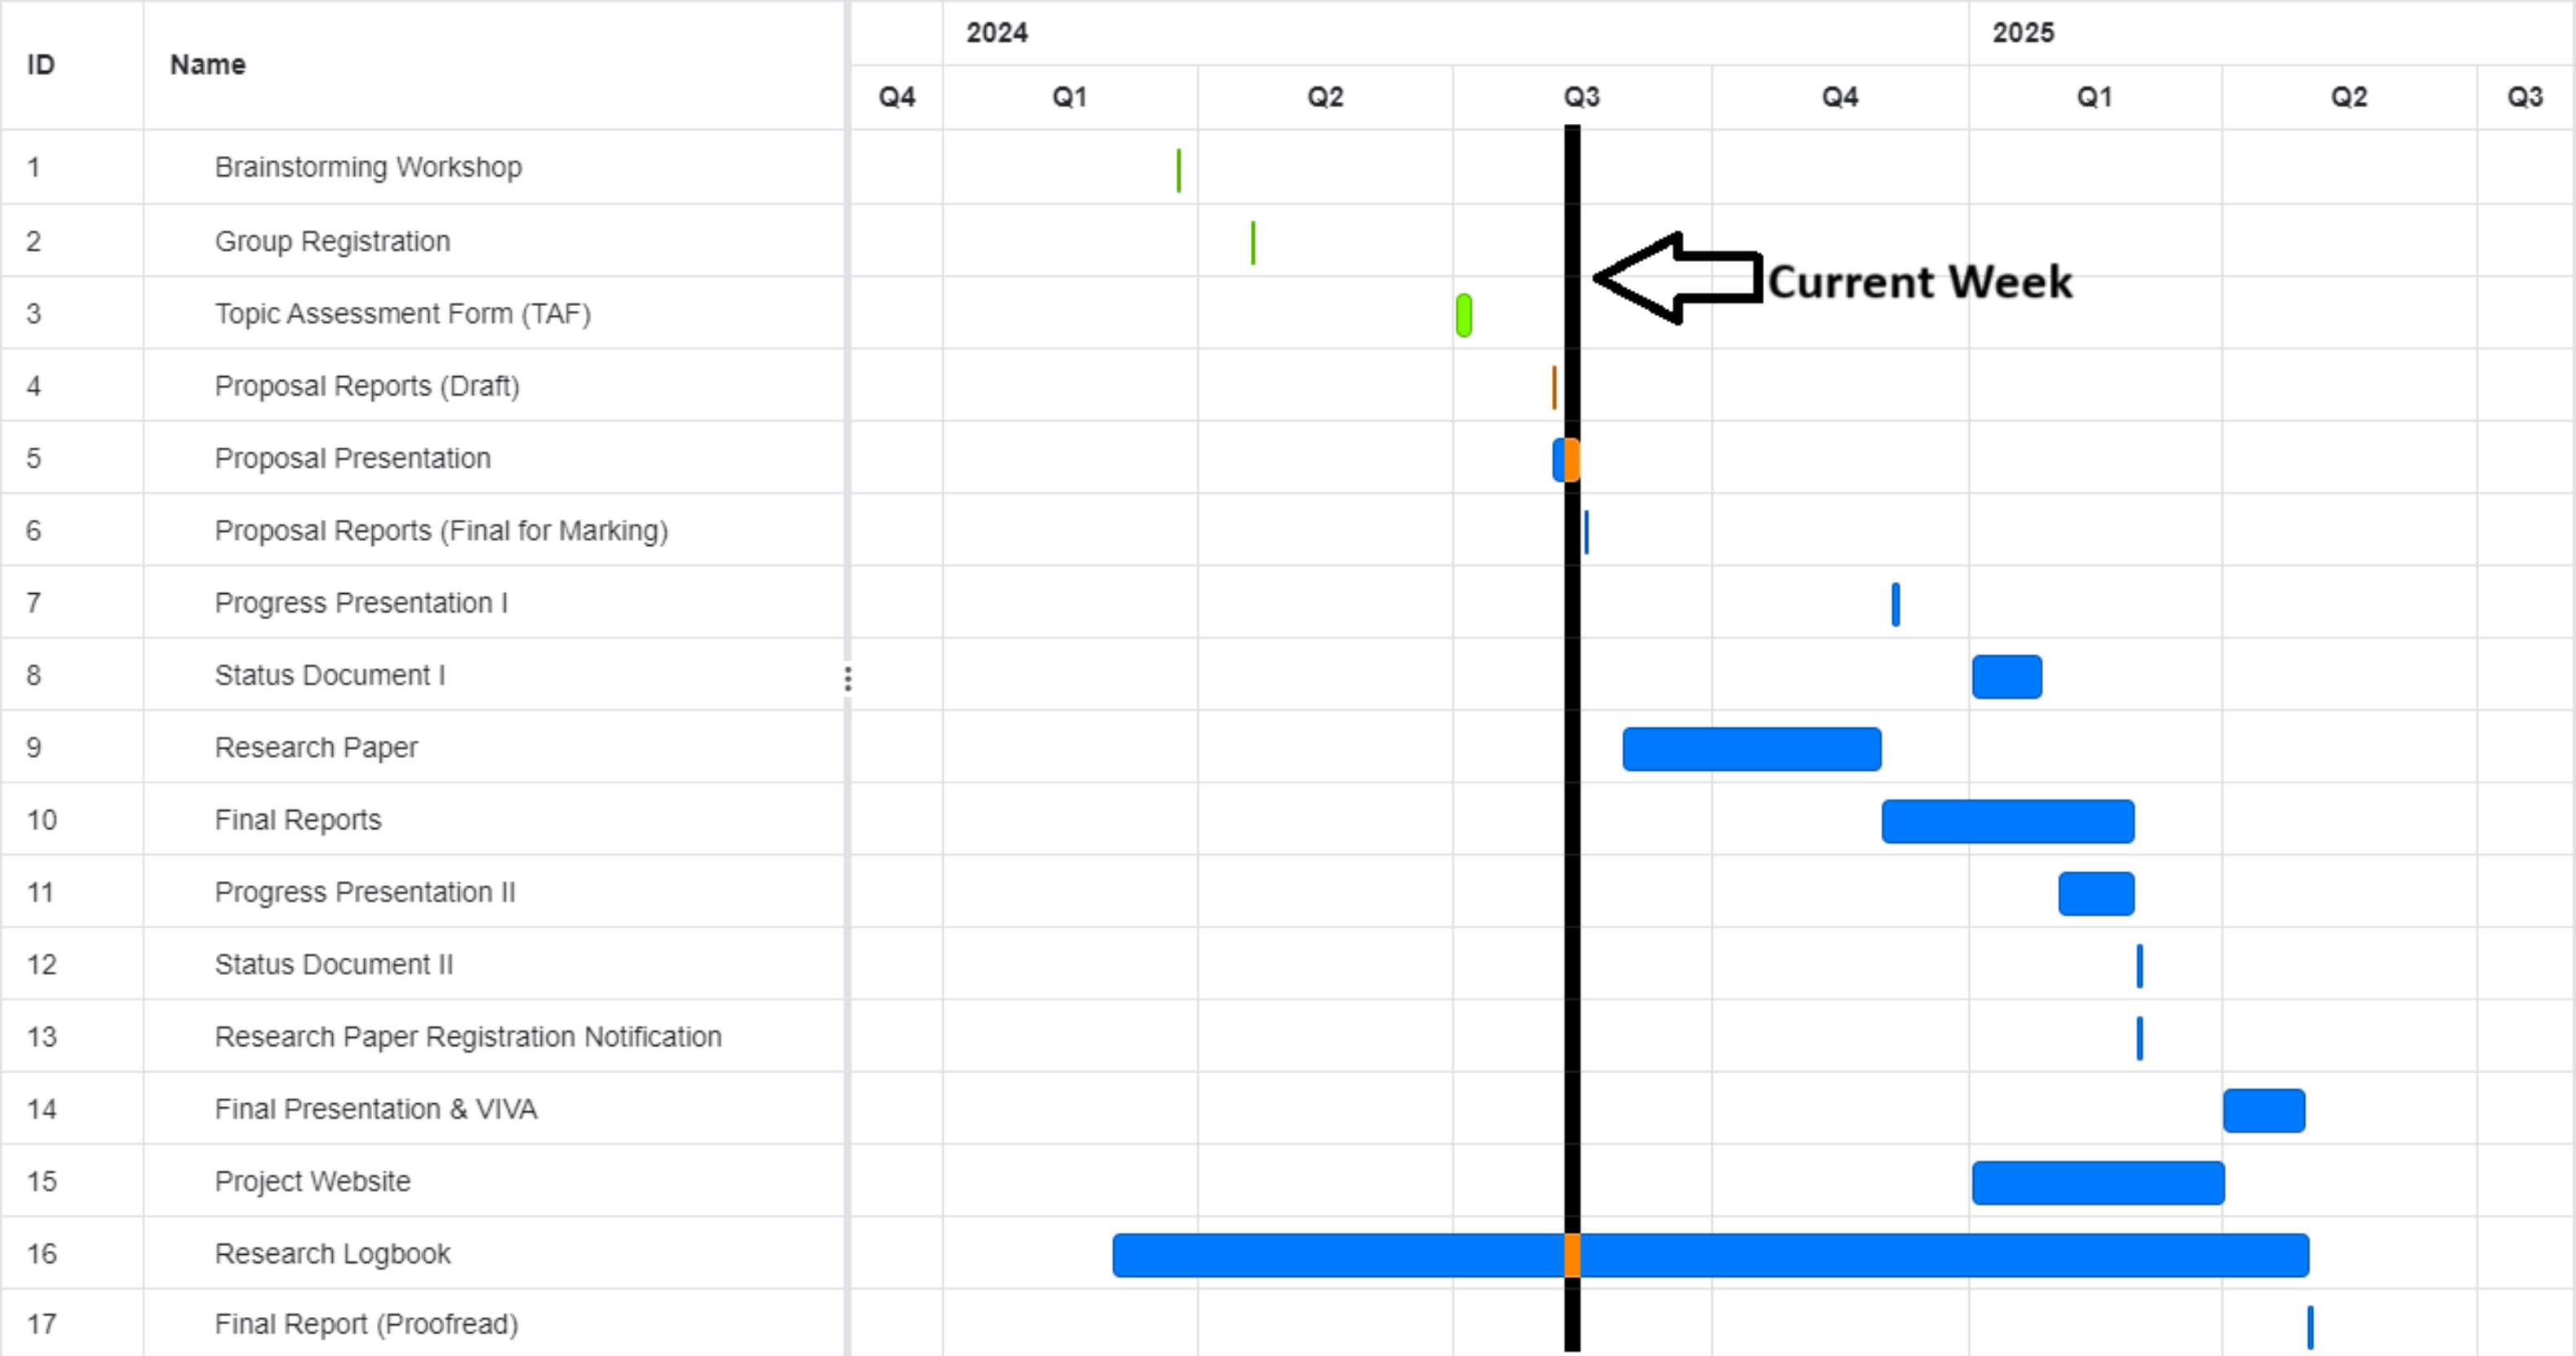 ID Name 2024 2025
Q4 Q1 Q2 Q3 Q4 Q1 Q2 Q3
1 Brainstorming Workshop
2 Group Registration
Current Week
3 Topic Assessment Form (TAF)
4 Proposal Reports (Draft)
5 Proposal Presentation
6 Proposal Reports (Final for Marking)
7 Progress Presentation I
8 Status Document I
9 Research Paper
10 Final Reports
11 Progress Presentation II
12 Status Document II
13 Research Paper Registration Notification
14 Final Presentation & VIVA
15 Project Website
16 Research Logbook
17 Final Report (Proofread)